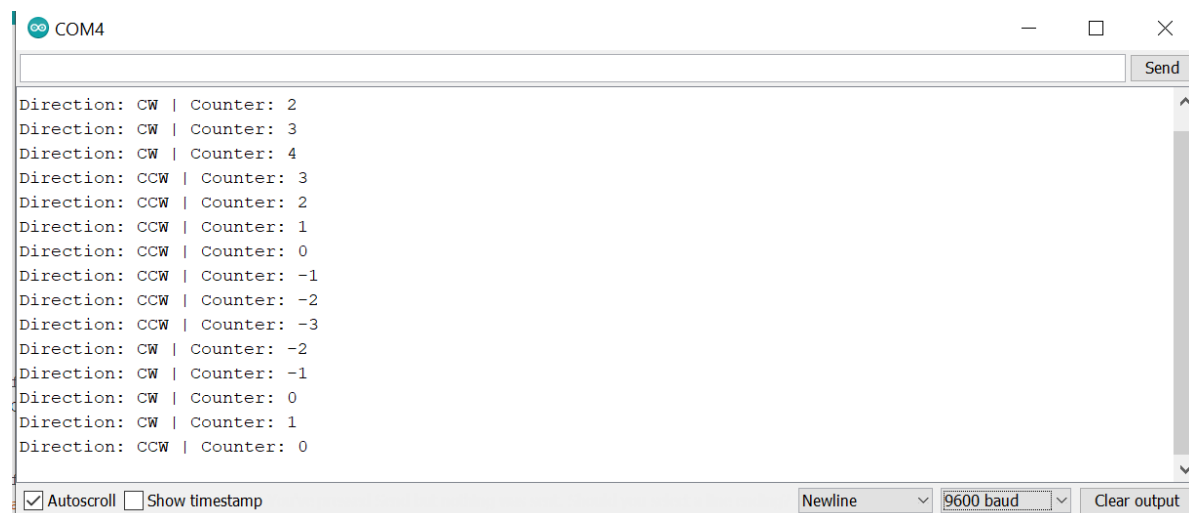 COM4
Send
Direction: CW | Counter: 2
Direction: CW | Counter: 3
Direction: CW | Counter: 4
Direction: CCW | Counter: 3
Direction: CCW | Counter: 2
Direction: CCW | Counter: 1
Direction: CCW | Counter: 0
Direction: CCW | Counter: -1
Direction: CCW | Counter: -2
Direction: CCW | Counter: -3
Direction: CW | Counter: -2
Direction: CW | Counter: -1
Direction: CW | Counter: 0
Direction: CW | Counter: 1
Direction: CCW | Counter: 0
Autoscroll Show timestamp Newline 9600 baud Clear output